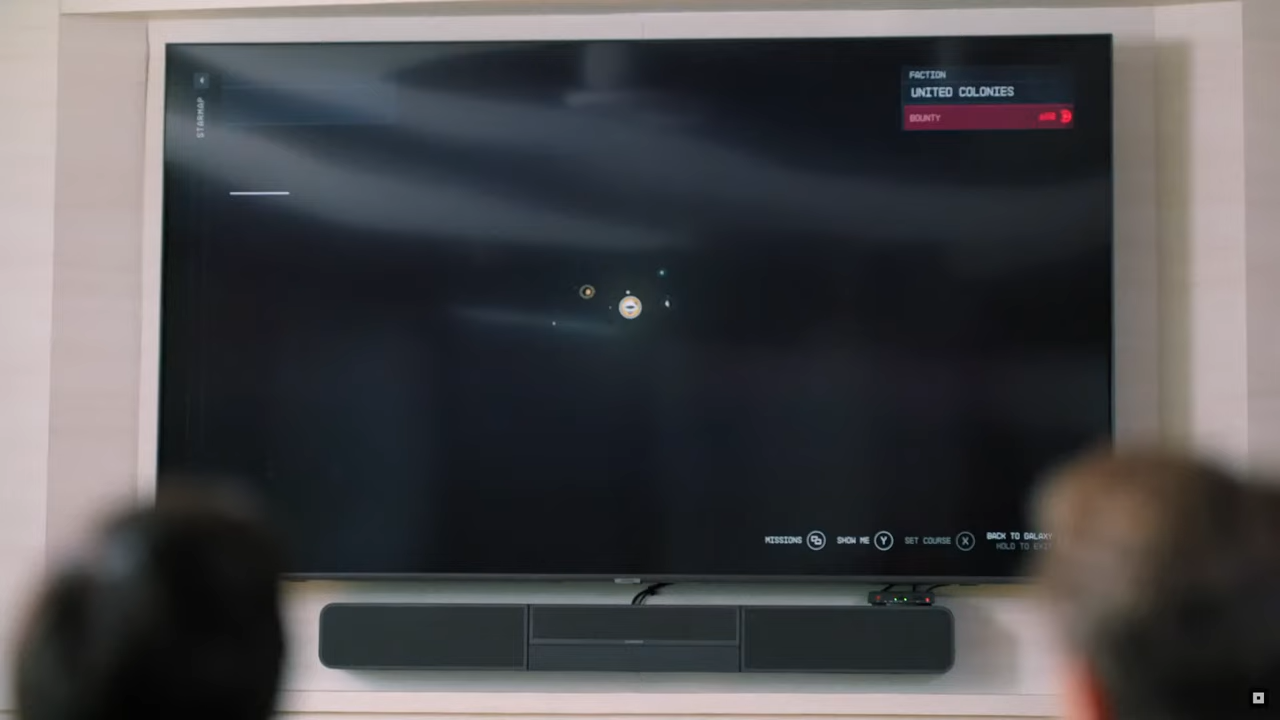 STARMAP
FACTION
UNITED COLONIES
BOUNTY
MISSIONS
SHOW ME Y
SET COURSE X
BACK TO GALAXY
HOLD TO EXIT